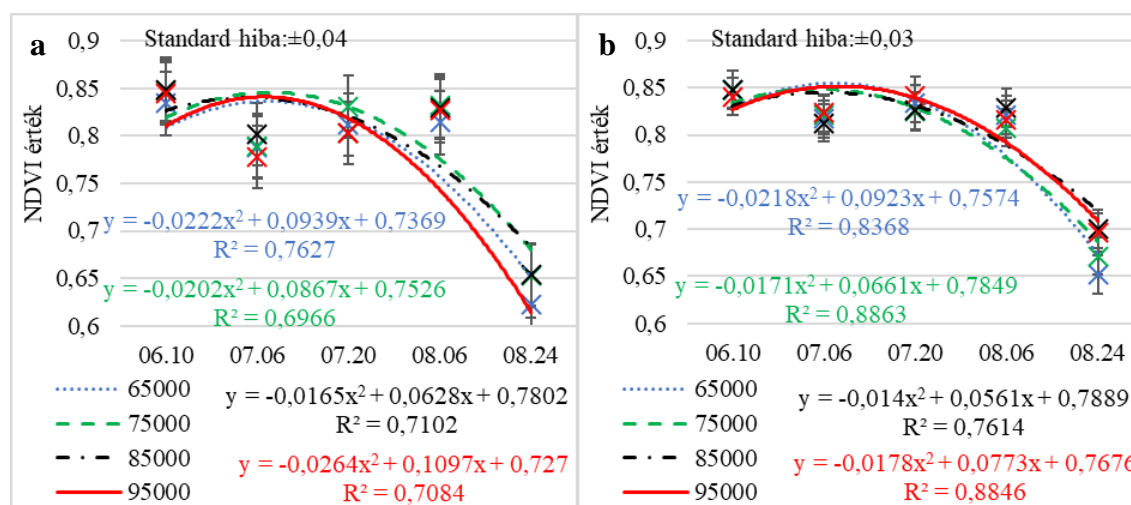 a
Standard hiba:±0,04
NDVI érték
0,9
0,85
0,8
0,75
0,7
0,65
0,6
y = -0,0222x² + 0,0939x + 0,7369
R² = 0,7627
y = -0,0202x² + 0,0867x + 0,7526
R² = 0,6966
06.10 07.06 07.20 08.06 08.24
65000
75000
85000
95000
y = -0,0165x² + 0,0628x + 0,7802
R² = 0,7102
y = -0,0264x² + 0,1097x + 0,727
R² = 0,7084
b
Standard hiba:±0,03
NDVI érték
0,9
0,85
0,8
0,75
0,7
0,65
0,6
y = -0,0218x² + 0,0923x + 0,7574
R² = 0,8368
y = -0,0171x² + 0,0661x + 0,7849
R² = 0,8863
06.10 07.06 07.20 08.06 08.24
65000
75000
85000
95000
y = -0,014x² + 0,0561x + 0,7889
R² = 0,7614
y = -0,0178x² + 0,0773x + 0,7676
R² = 0,8846